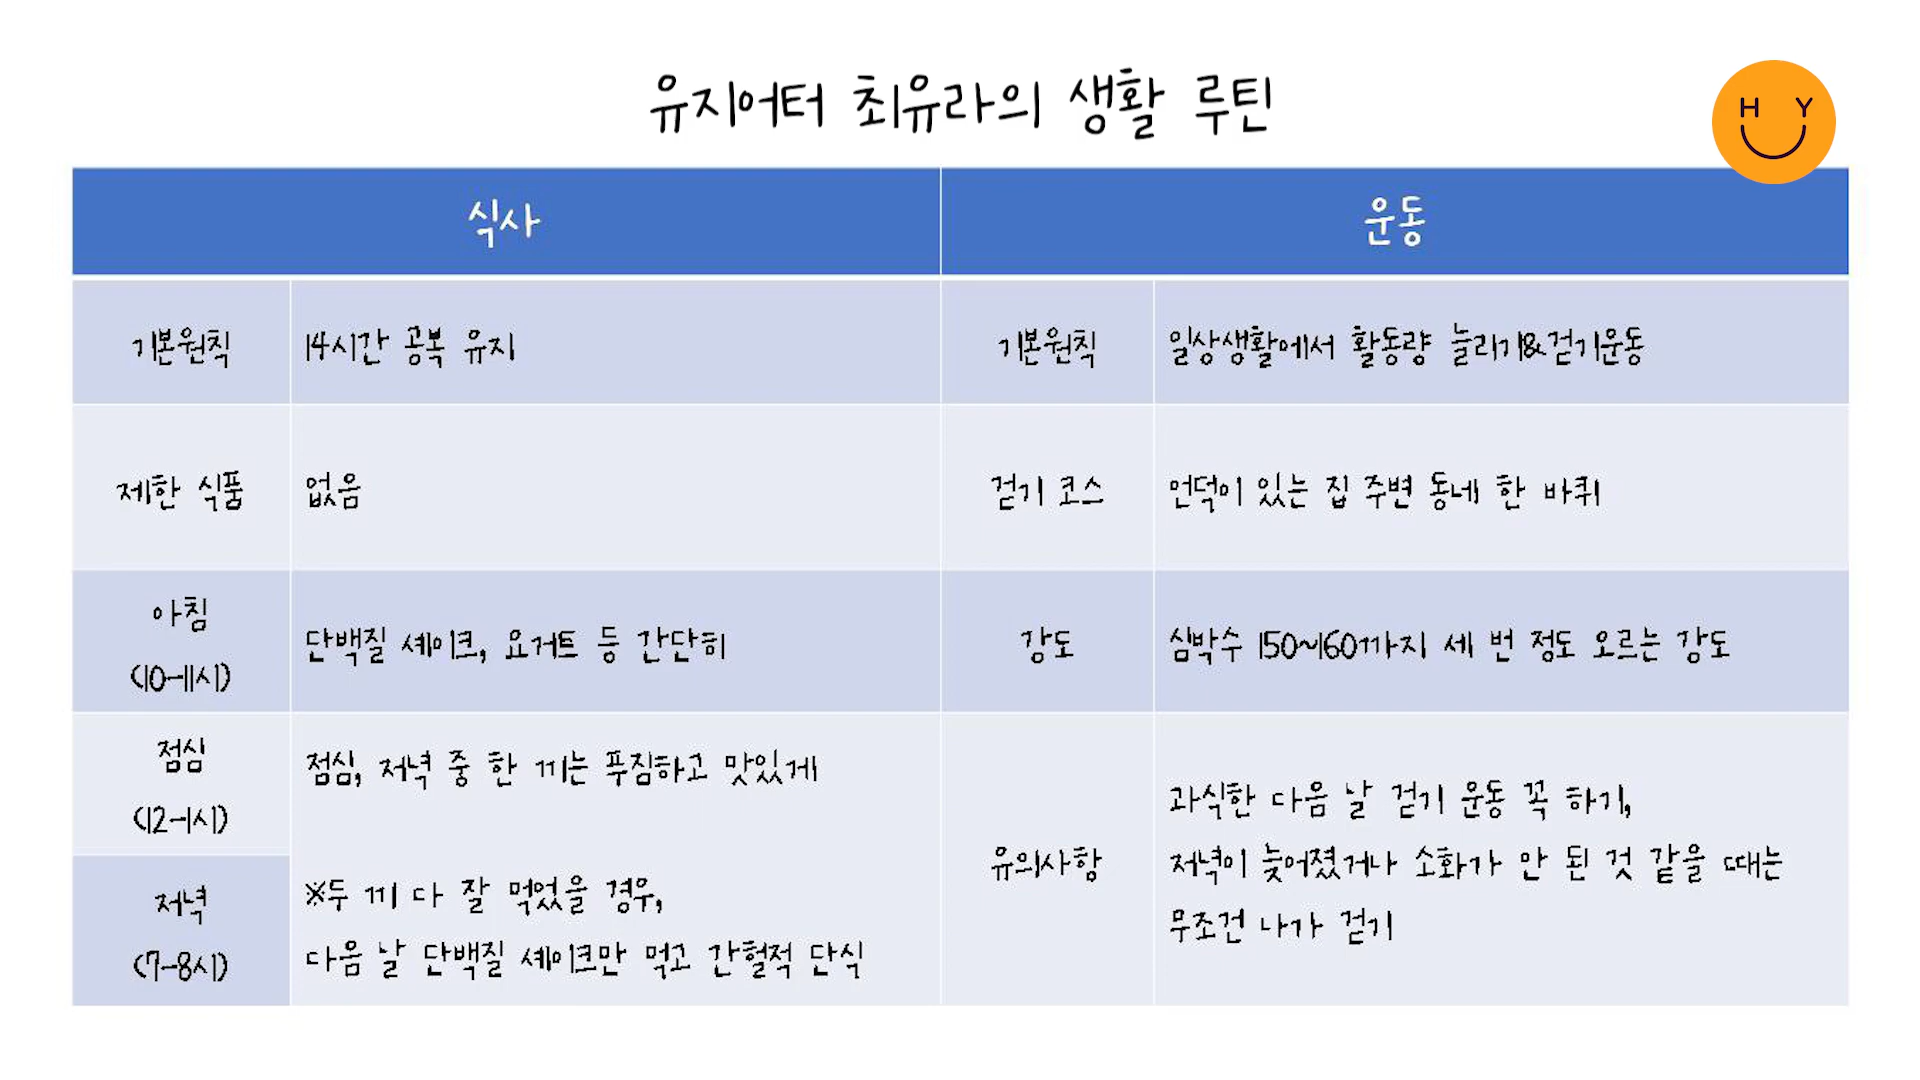 유지어터 최유라의 생활 루틴
H Y
식사
운동
기본원칙
14시간 공복 유지
기본원칙
일상생활에서 활동량 늘리기&걷기운동
제한 식품
없음
걷기 코스
언덕이 있는 집 주변 동네 한 바퀴
아침
(10-11시)
단백질 셰이크, 요거트 등 간단히
강도
심박수 150~160까지 세 번 정도 오르는 강도
점심
(12-1시)
저녁
(7-8시)
점심, 저녁 중 한 끼는 푸짐하고 맛있게
※두 끼 다 잘 먹었을 경우,
다음 날 단백질 셰이크만 먹고 간헐적 단식
유의사항
과식한 다음 날 걷기 운동 꼭 하기,
저녁이 늦어졌거나 소화가 안 된 것 같을 때는
무조건 나가 걷기